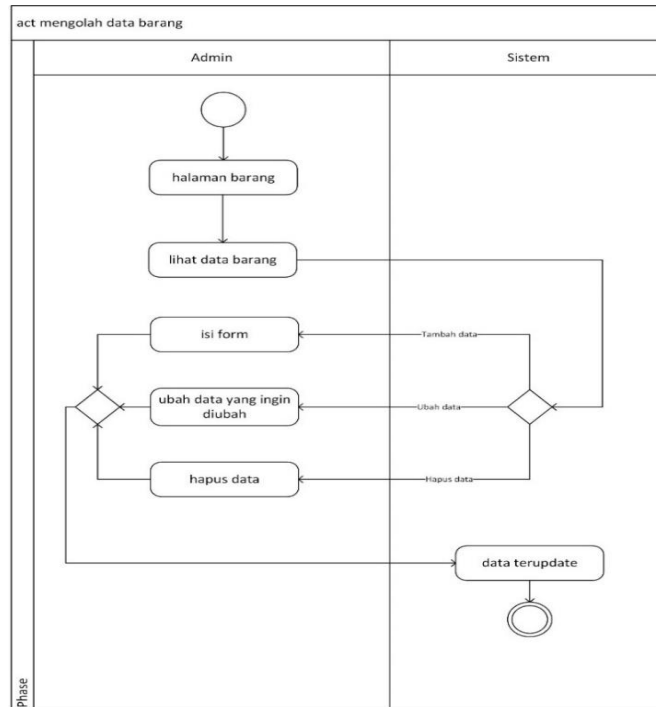 act mengolah data barang
Admin
Sistem
halaman barang
lihat data barang
isi form
Tambah data
ubah data yang ingin
diubah
Ubah data
hapus data
Hapus data
data terupdate
Phase